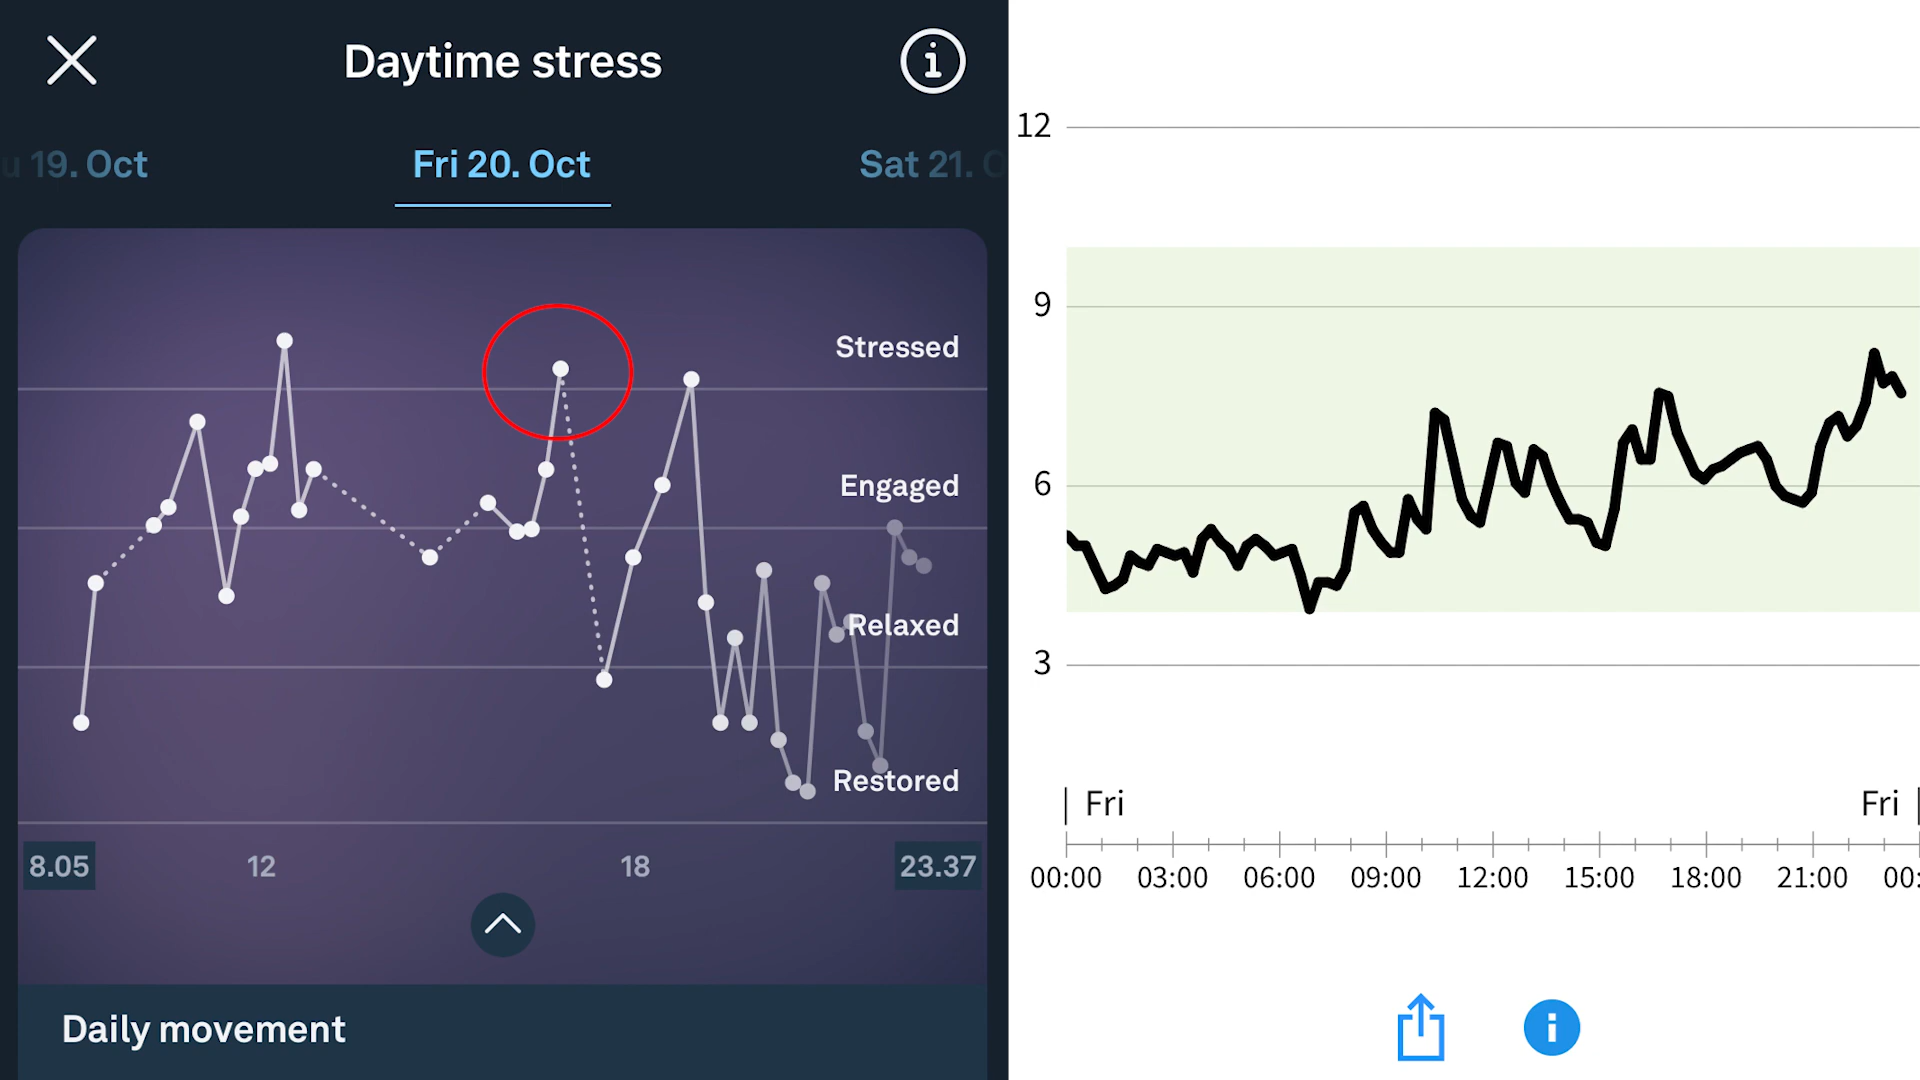 Daytime stress
19. Oct
Fri 20. Oct
Sat 21.
Stressed
Engaged
Relaxed
Restored
8.05
12
18
23.37
Daily movement
12
9
6
3
Fri
Fri
00:00
03:00
06:00
09:00
12:00
15:00
18:00
21:00
00: